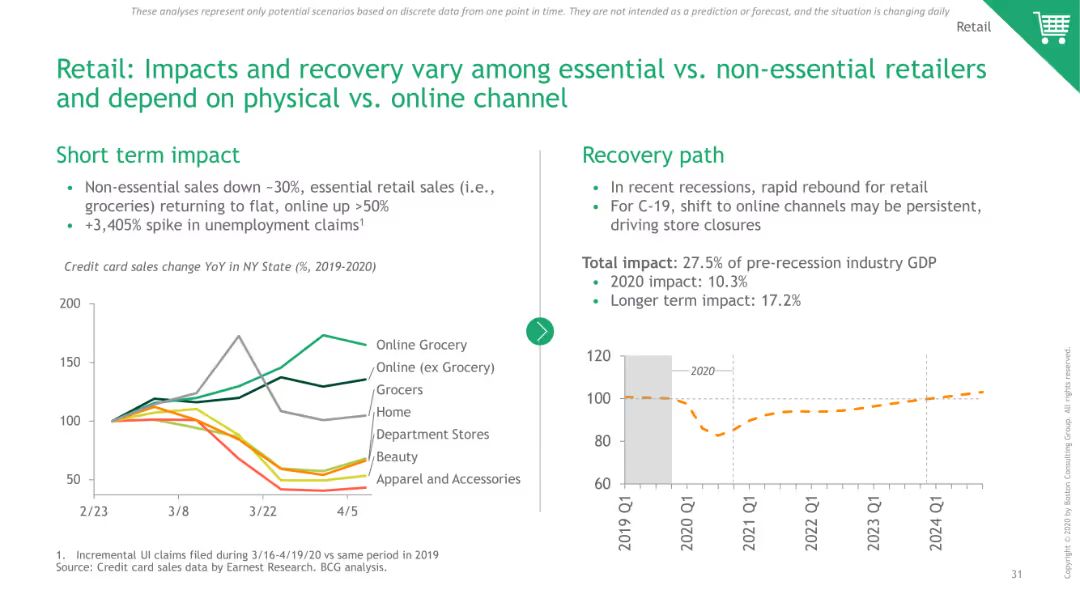 These analyses represent only potential scenarios based on discrete data from one point in time. They are not intended as a prediction or forecast, and the situation is changing daily
Retail
Retail: Impacts and recovery vary among essential vs. non-essential retailers
and depend on physical vs. online channel
Short term impact
• Non-essential sales down ~30%, essential retail sales (i.e.,
groceries) returning to flat, online up >50%
• +3,405% spike in unemployment claims¹
Credit card sales change YoY in NY State (%, 2019-2020)
200
150
100
50
2/23
3/8
3/22
4/5
Online Grocery
Online (ex Grocery)
Grocers
Home
Department Stores
Beauty
Apparel and Accessories
Recovery path
• In recent recessions, rapid rebound for retail
• For C-19, shift to online channels may be persistent,
driving store closures
Total impact: 27.5% of pre-recession industry GDP
• 2020 impact: 10.3%
• Longer term impact: 17.2%
120
100
80
60
2020
2019 Q1
2020 Q1
2021 Q1
2022 Q1
2023 Q1
2024 Q1
1. Incremental UI claims filed during 3/16-4/19/20 vs same period in 2019
Source: Credit card sales data by Earnest Research. BCG analysis.
31
Copyright © 2020 by Boston Consulting Group. All rights reserved.